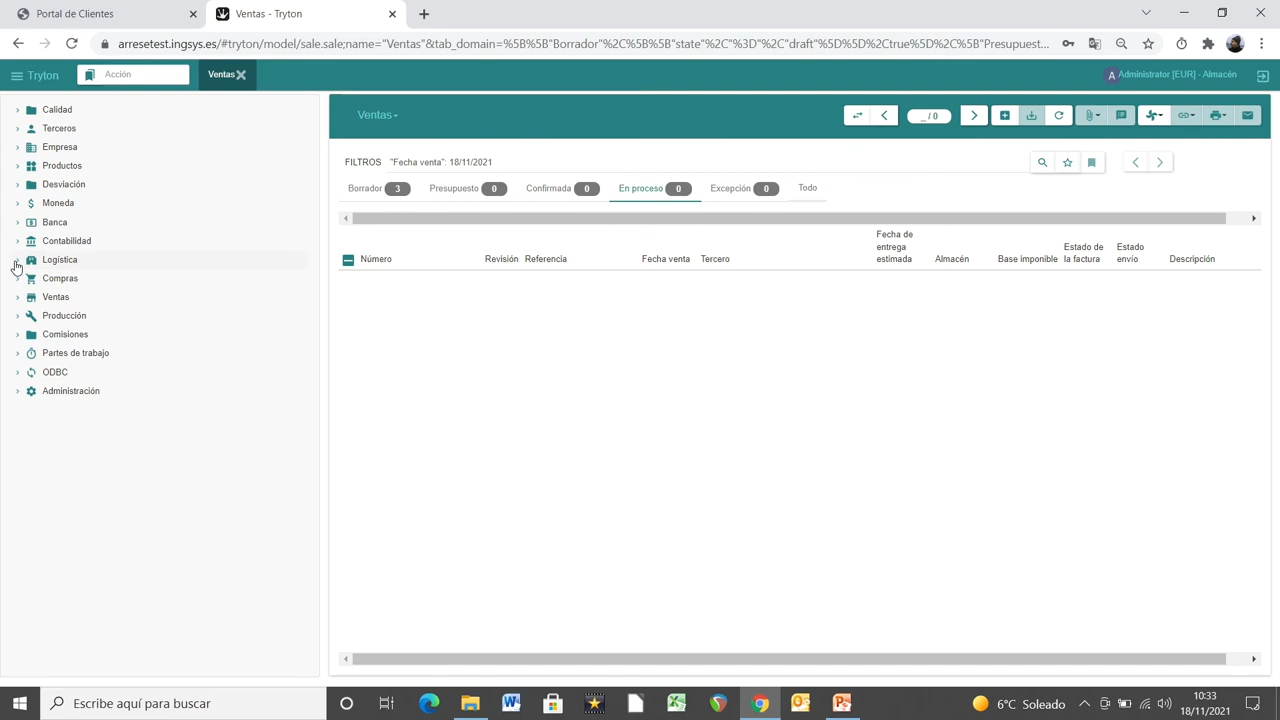 Portal de Clientes
Ventas - Tryton
arresetest.ingsys.es/#tryton/model/sale.sale;name="Ventas"&tab_domain=%5B%5B"Borrador"%2C%5B%5B"state"%2C"%3D"%2C"draft"%5D%5D%2Ctrue%5D%2C%5B"Presupuest...
Tryton
Acción
Ventas
A Administrator [EUR] - Almacén
Calidad
Terceros
Empresa
Productos
Desviación
Moneda
Banca
Contabilidad
Logística
Compras
Ventas
Producción
Comisiones
Partes de trabajo
ODBC
Administración
Ventas
_ / 0
FILTROS "Fecha venta": 18/11/2021
Borrador 3 Presupuesto 0 Confirmada 0 En proceso 0 Excepción 0 Todo
Número
Revisión
Referencia
Fecha venta
Tercero
Fecha de
entrega
estimada
Almacén
Base imponible
Estado de
la factura
Estado
envío
Descripción
Escribe aquí para buscar
6°C Soleado
10:33
18/11/2021